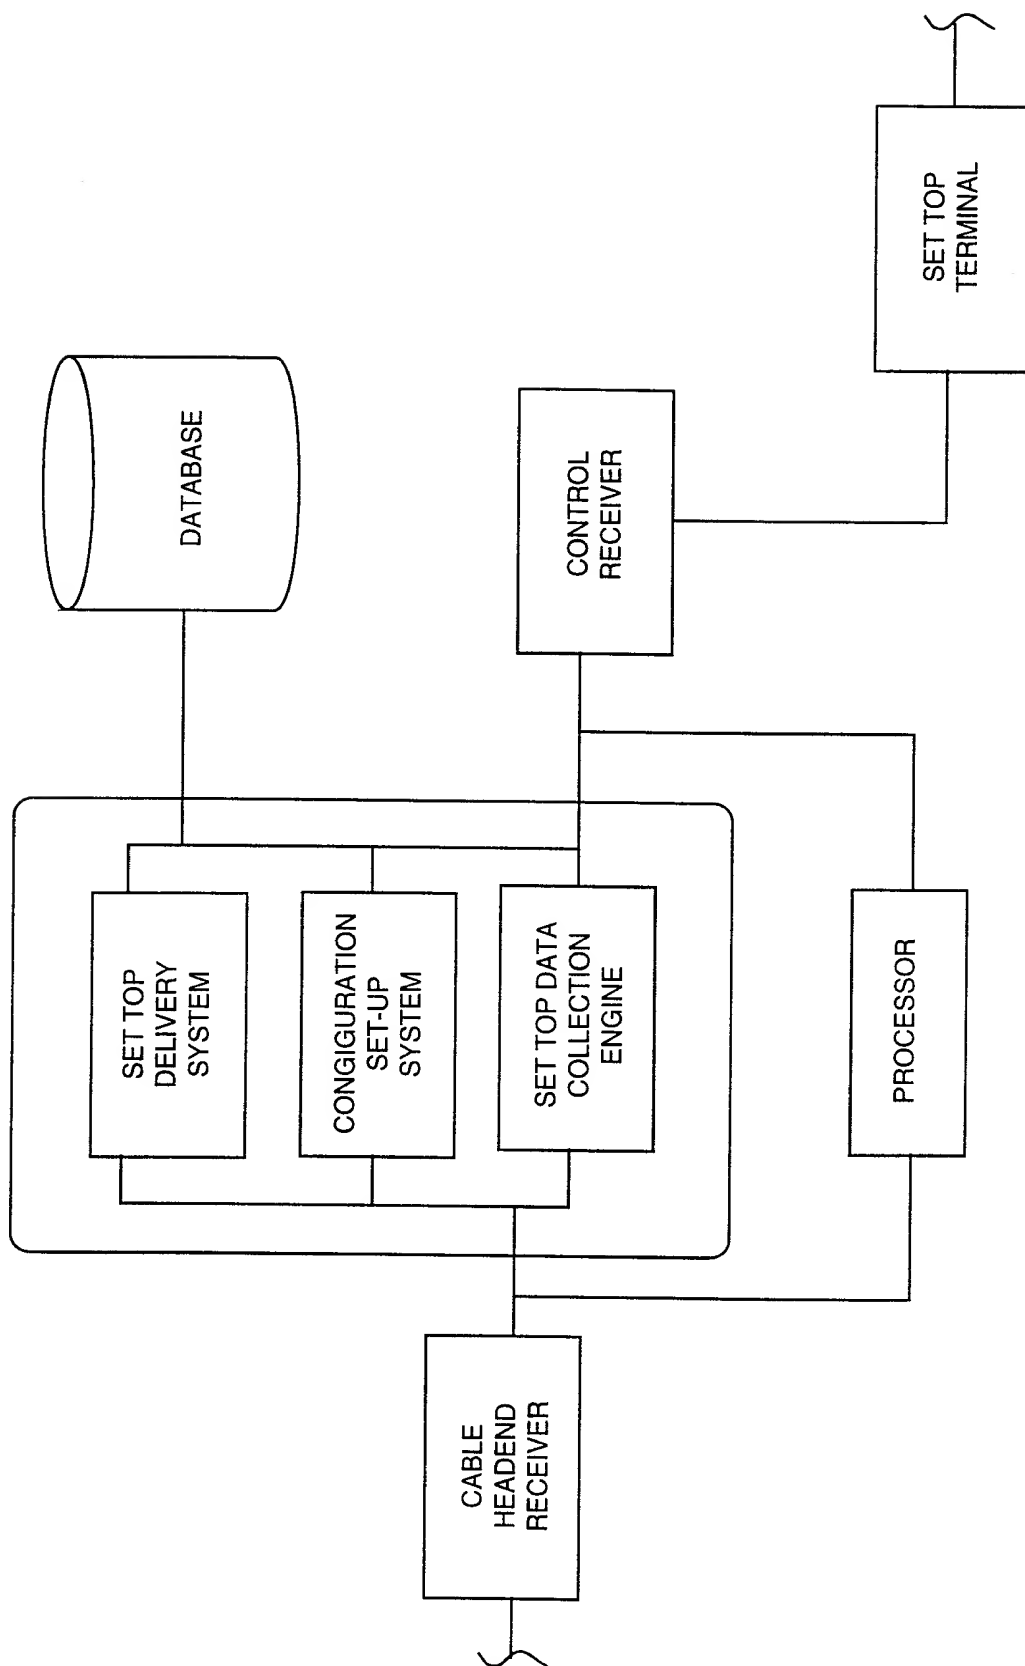 CABLE
HEADEND
RECEIVER
SET TOP
DELIVERY
SYSTEM
CONGIGURATION
SET-UP
SYSTEM
SET TOP DATA
COLLECTION
ENGINE
PROCESSOR
DATABASE
CONTROL
RECEIVER
SET TOP
TERMINAL